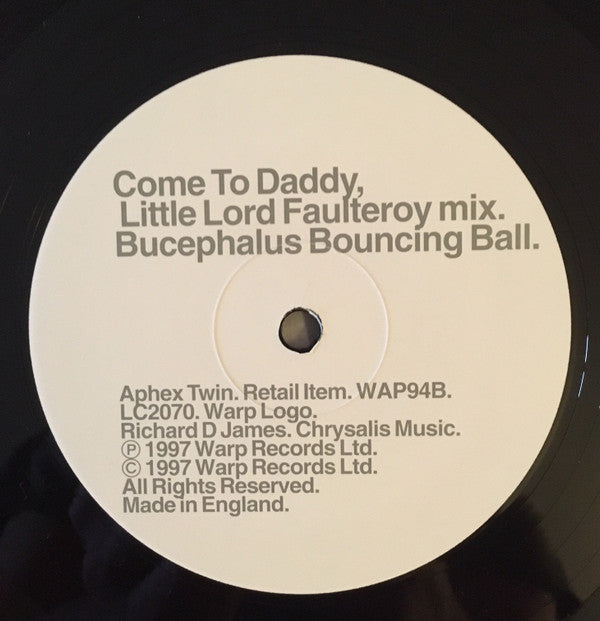 Come To Daddy,
Little Lord Faulteroy mix.
Bucephalus Bouncing Ball.
Aphex Twin. Retail Item. WAP94B.
LC2070. Warp Logo.
Richard D James. Chrysalis Music.
℗ 1997 Warp Records Ltd.
© 1997 Warp Records Ltd.
All Rights Reserved.
Made in England.